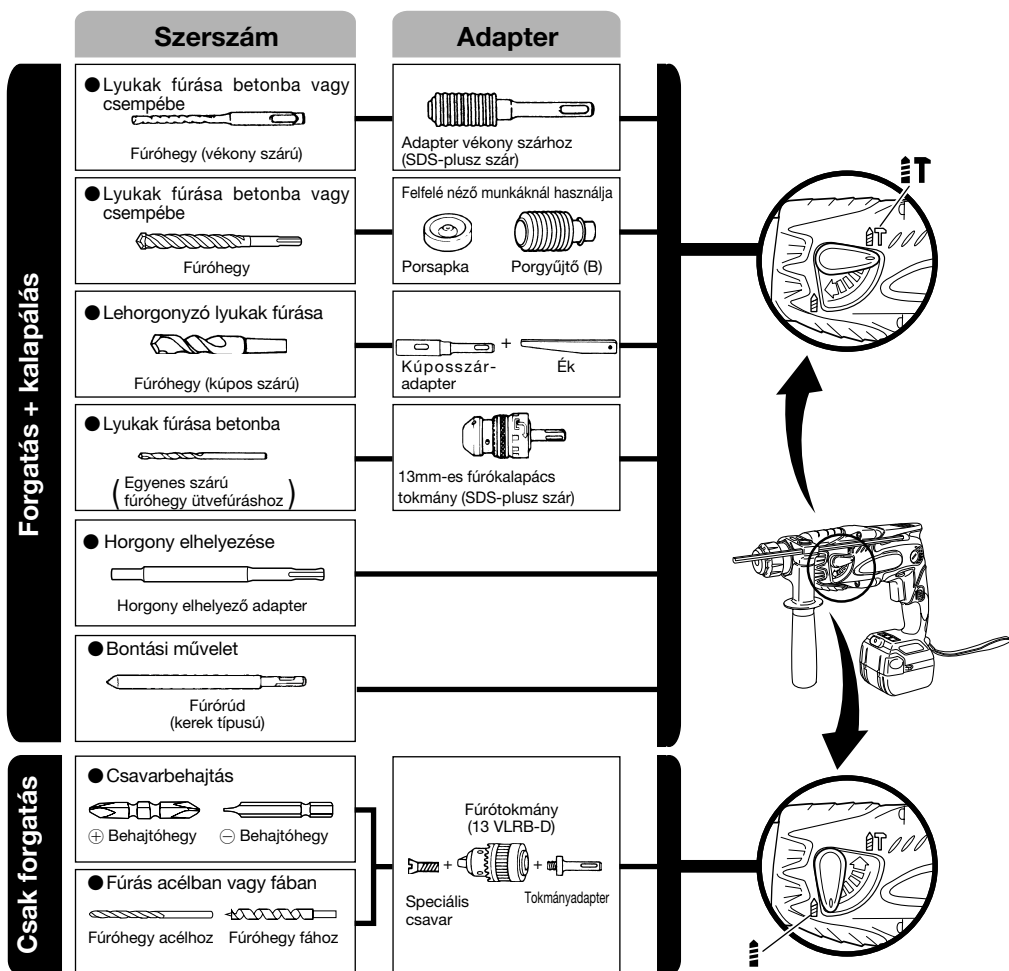 Szerszám
Adapter
Forgatás + kalapálás
● Lyukak fúrása betonba vagy
csempébe
Fúróhegy (vékony szárú)
Adapter vékony szárhoz
(SDS-plusz szár)
● Lyukak fúrása betonba vagy
csempébe
Fúróhegy
Felfelé néző munkáknál használja
Porsapka
Porgyűjtő (B)
● Lehorgonyzó lyukak fúrása
Fúróhegy (kúpos szárú)
+
Kúposszár-
adapter
Ék
● Lyukak fúrása betonba
(Egyenes szárú
fúróhegy ütvefúráshoz)
13mm-es fúrókalapács
tokmány (SDS-plusz szár)
● Horgony elhelyezése
Horgony elhelyező adapter
● Bontási művelet
Fúrórúd
(kerek típusú)
Csak forgatás
● Csavarbehajtás
⊕ Behajtóhegy
⊖ Behajtóhegy
● Fúrás acélban vagy fában
Fúróhegy acélhoz
Fúróhegy fához
Fúrótokmány
(13 VLRB-D)
+
+
Speciális
csavar
Tokmányadapter